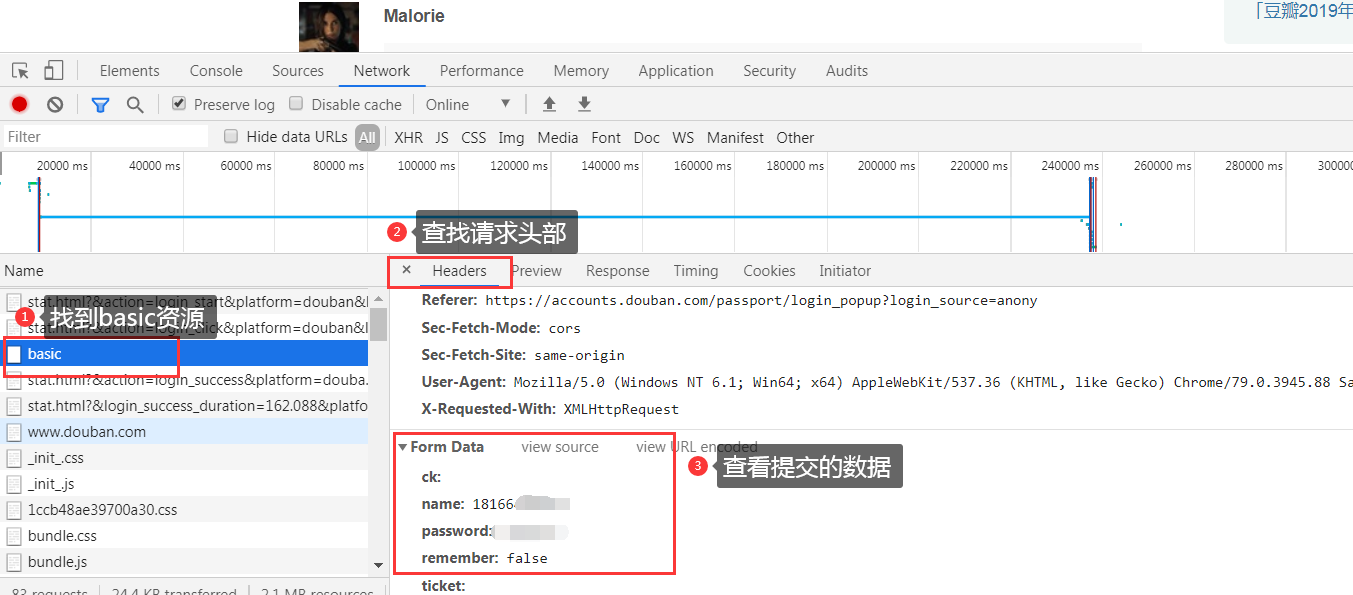 Malorie
「豆瓣2019年
Elements Console Sources Network Performance Memory Application Security Audits
Preserve log Disable cache Online
Filter Hide data URLs All XHR JS CSS Img Media Font Doc WS Manifest Other
20000 ms 40000 ms 60000 ms 80000 ms 100000 ms 120000 ms 140000 ms 160000 ms 180000 ms 200000 ms 220000 ms 240000 ms 260000 ms 280000 ms 30000
2 查找请求头部
Name
× Headers Preview Response Timing Cookies Initiator
stat.html?&action=login_start&platform=douban&l
1 找到basic资源
stat.html?&action=login_click&platform=douban&l
basic
stat.html?&action=login_success&platform=douba.
stat.html?&login_success_duration=162.088&platfo
www.douban.com
_init_.css
_init_.js
1ccb48ae39700a30.css
bundle.css
bundle.js
83 requests 24.4 KB transferred 2.1 MB resources
Referer: https://accounts.douban.com/passport/login_popup?login_source=anony
Sec-Fetch-Mode: cors
Sec-Fetch-Site: same-origin
User-Agent: Mozilla/5.0 (Windows NT 6.1; Win64; x64) AppleWebKit/537.36 (KHTML, like Gecko) Chrome/79.0.3945.88 Sa
X-Requested-With: XMLHttpRequest
Form Data view source view URL encoded
3 查看提交的数据
ck:
name: 18166
password:
remember: false
ticket: